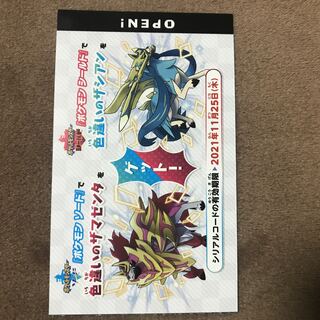 OPEN!
『ポケモン シールド』で
色違いのザシアンを
『ポケモン ソード』で
色違いのザマゼンタを
ゲット!
シリアルコードの有効期限▶2021年11月25日(木)